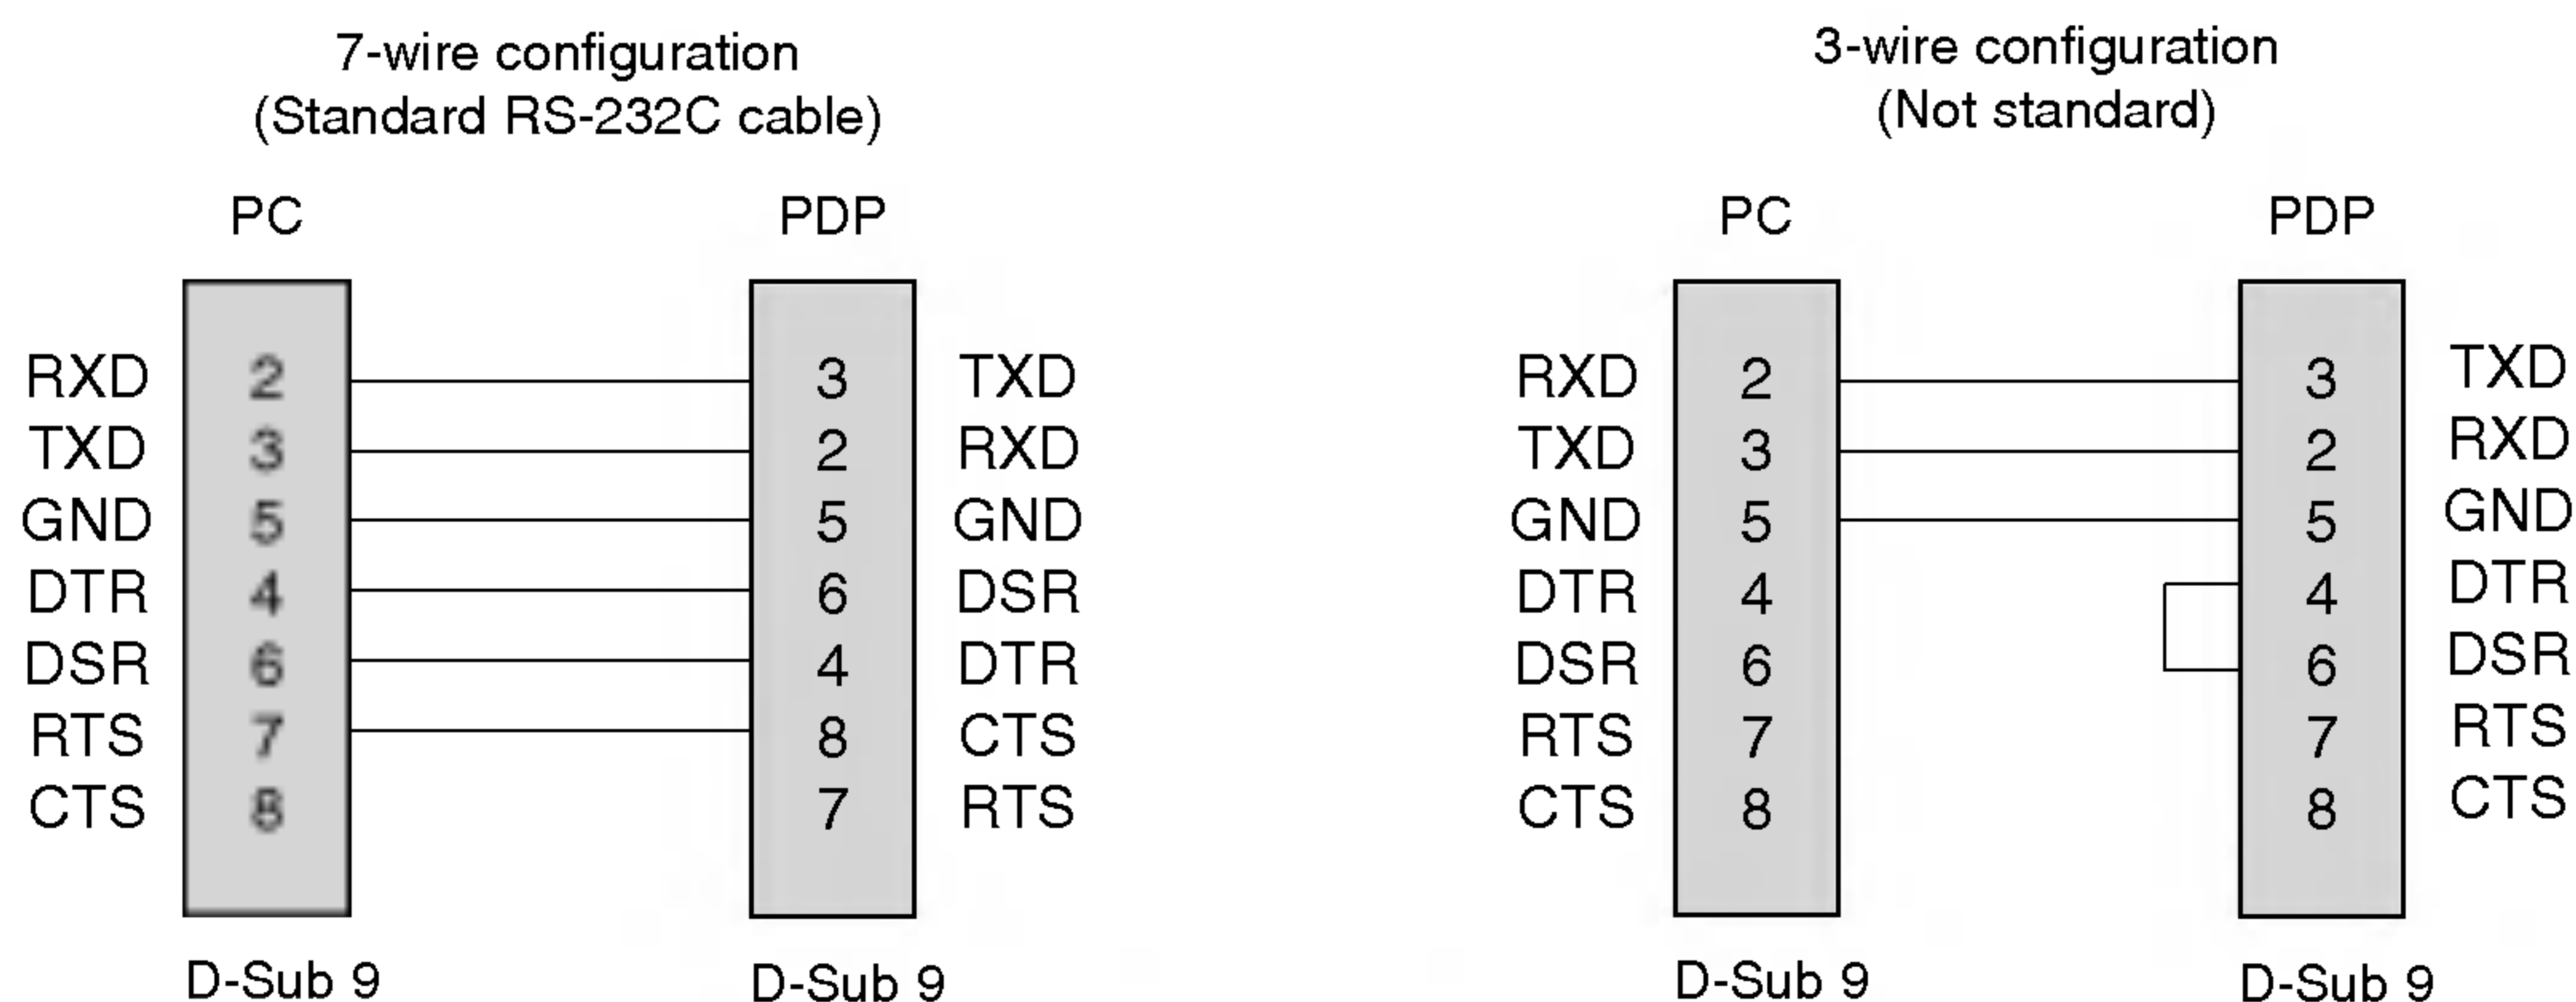 7-wire configuration
(Standard RS-232C cable)
PC PDP
RXD 2 3 TXD
TXD 3 2 RXD
GND 5 5 GND
DTR 4 6 DSR
DSR 6 4 DTR
RTS 7 8 CTS
CTS 8 7 RTS
D-Sub 9 D-Sub 9
3-wire configuration
(Not standard)
PC PDP
RXD 2 3 TXD
TXD 3 2 RXD
GND 5 5 GND
DTR 4 4 DTR
DSR 6 6 DSR
RTS 7 7 RTS
CTS 8 8 CTS
D-Sub 9 D-Sub 9